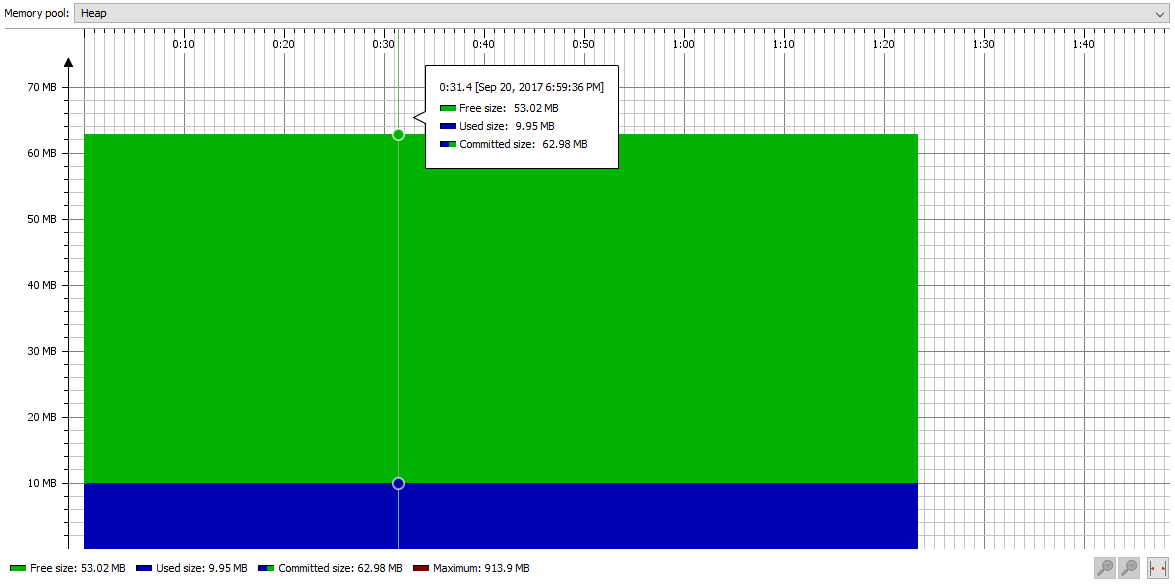 Memory pool: Heap
0:10 0:20 0:30 0:40 0:50 1:00 1:10 1:20 1:30 1:40
70 MB
0:31.4 [Sep 20, 2017 6:59:36 PM]
Free size: 53.02 MB
Used size: 9.95 MB
Committed size: 62.98 MB
60 MB
50 MB
40 MB
30 MB
20 MB
10 MB
Free size: 53.02 MB Used size: 9.95 MB Committed size: 62.98 MB Maximum: 913.9 MB